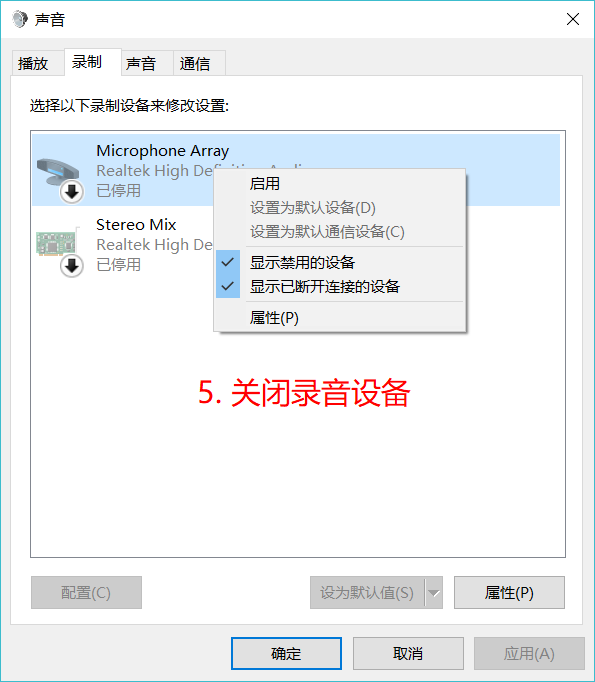 声音
播放 录制 声音 通信
选择以下录制设备来修改设置:
Microphone Array
Realtek High Definition Audio
已停用
Stereo Mix
Realtek High De
已停用
启用
设置为默认设备(D)
设置为默认通信设备(C)
显示禁用的设备
显示已断开连接的设备
属性(P)
5. 关闭录音设备
配置(C) 设为默认值(S) 属性(P)
确定 取消 应用(A)